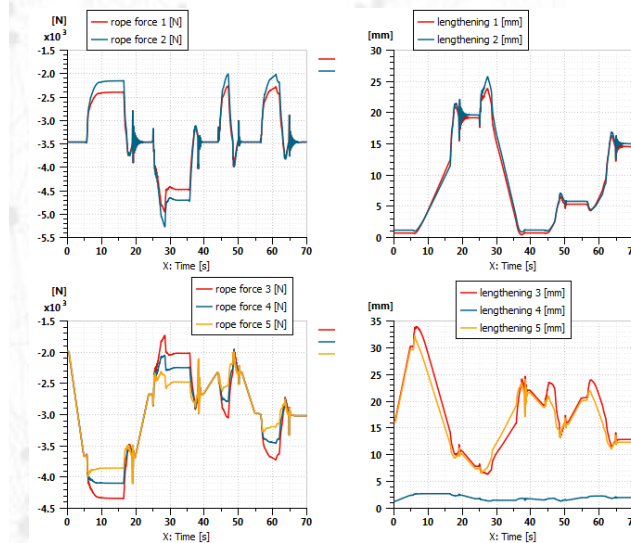 [N]
x10³
rope force 1 [N]
rope force 2 [N]
-1.5
-2.0
-2.5
-3.0
-3.5
-4.0
-4.5
-5.0
-5.5
0 10 20 30 40 50 60 70
X: Time [s]
[mm]
lengthening 1 [mm]
lengthening 2 [mm]
30
25
20
15
10
5
0
0 10 20 30 40 50 60 70
X: Time [s]
[N]
x10³
rope force 3 [N]
rope force 4 [N]
rope force 5 [N]
-1.5
-2.0
-2.5
-3.0
-3.5
-4.0
-4.5
0 10 20 30 40 50 60 70
X: Time [s]
[mm]
lengthening 3 [mm]
lengthening 4 [mm]
lengthening 5 [mm]
35
30
25
20
15
10
5
0
0 10 20 30 40 50 60 70
X: Time [s]